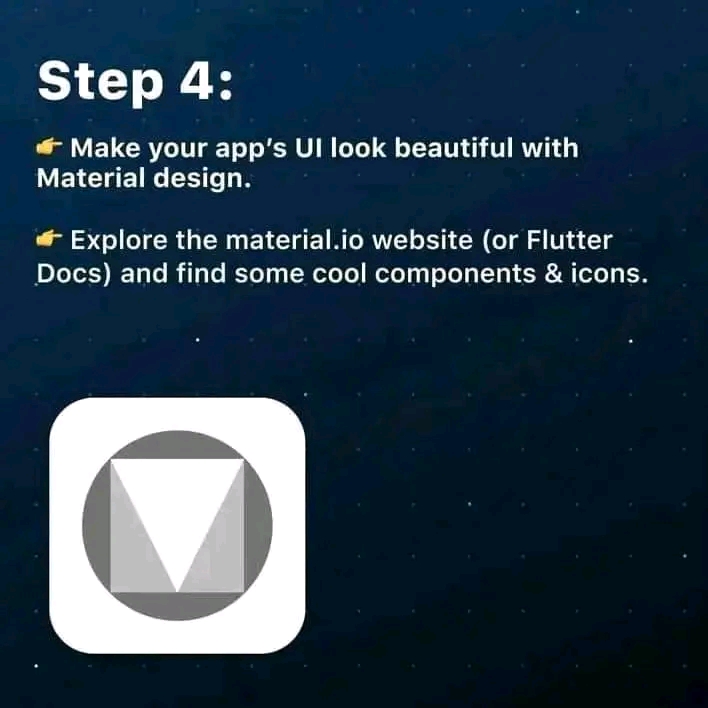 Step 4:
👉 Make your app’s UI look beautiful with
Material design.
👉 Explore the material.io website (or Flutter
Docs) and find some cool components & icons.